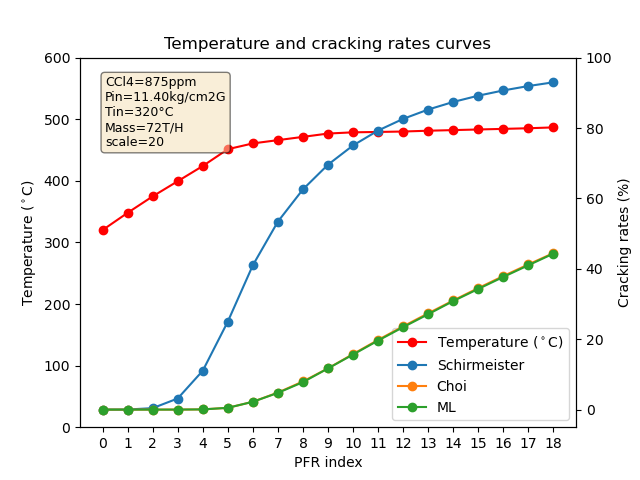 Temperature and cracking rates curves
CCl4=875ppm
Pin=11.40kg/cm2G
Tin=320°C
Mass=72T/H
scale=20
Temperature (°C)
600
500
400
300
200
100
0
Cracking rates (%)
100
80
60
40
20
0
Temperature (°C)
Schirmeister
Choi
ML
0 1 2 3 4 5 6 7 8 9 10 11 12 13 14 15 16 17 18
PFR index